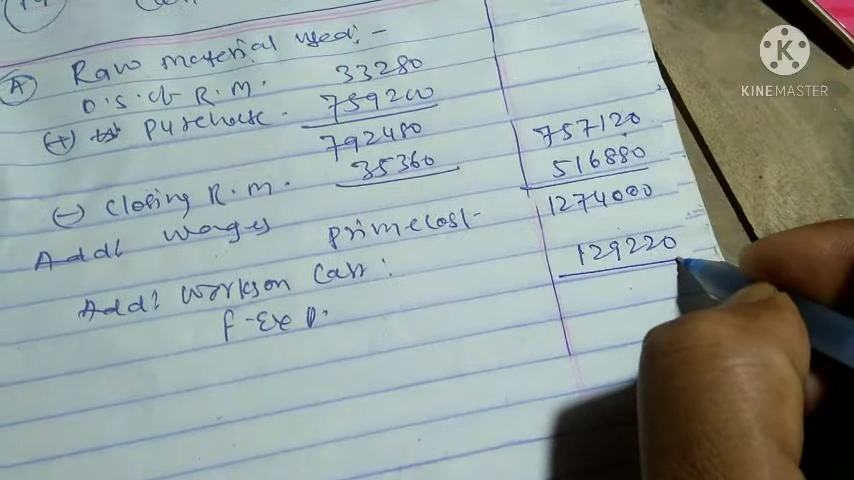 A Raw material used:-
O.S. of R.M. 33280
(+) Purchase. 759200
792480 757120
(-) Closing R.M. 35360
Add: wages 516880
Prime cost- 1274000
Add: works on Carr: 129220
f-Exp.
K KINEMASTER